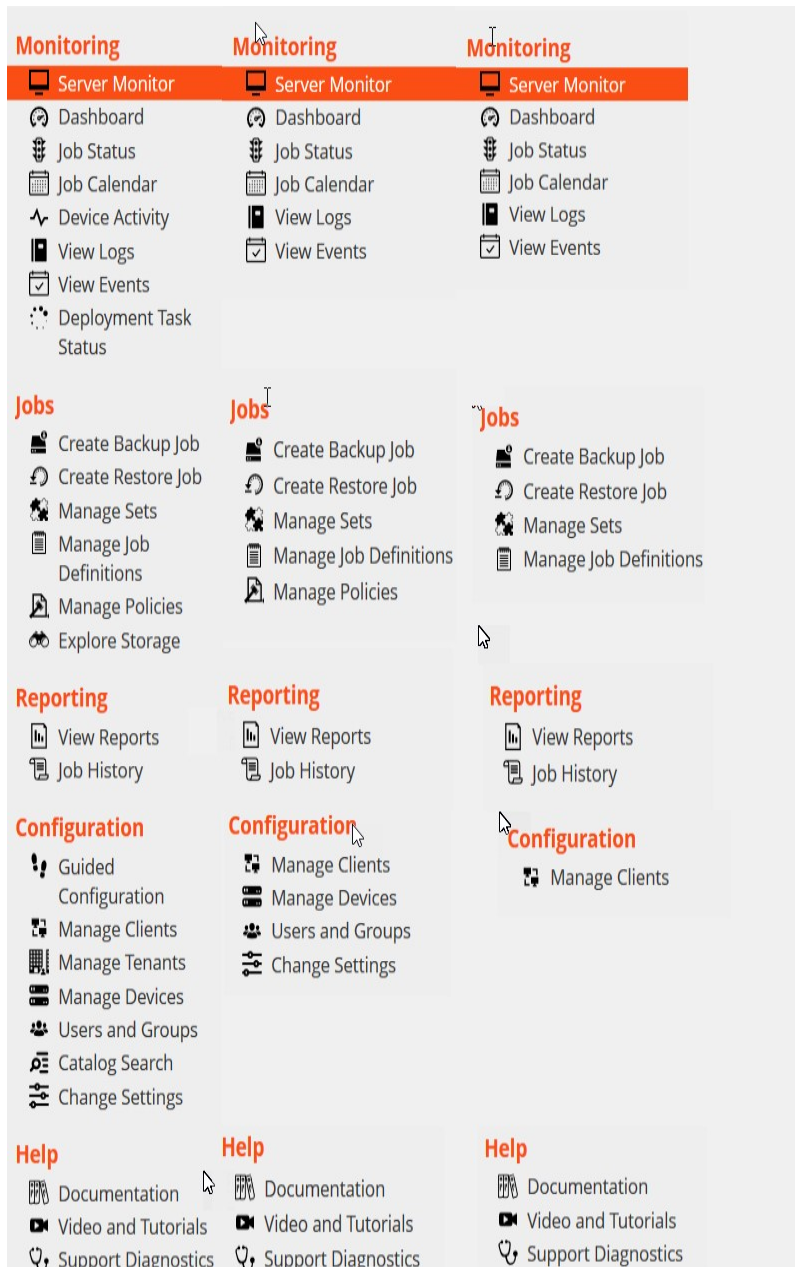 Monitoring
Server Monitor
Dashboard
Job Status
Job Calendar
Device Activity
View Logs
View Events
Deployment Task
Status
Jobs
Create Backup Job
Create Restore Job
Manage Sets
Manage Job
Definitions
Manage Policies
Explore Storage
Reporting
View Reports
Job History
Configuration
Guided
Configuration
Manage Clients
Manage Tenants
Manage Devices
Users and Groups
Catalog Search
Change Settings
Help
Documentation
Video and Tutorials
Support Diagnostics
Monitoring
Server Monitor
Dashboard
Job Status
Job Calendar
View Logs
View Events
Jobs
Create Backup Job
Create Restore Job
Manage Sets
Manage Job Definitions
Manage Policies
Reporting
View Reports
Job History
Configuration
Manage Clients
Manage Devices
Users and Groups
Change Settings
Help
Documentation
Video and Tutorials
Support Diagnostics
Monitoring
Server Monitor
Dashboard
Job Status
Job Calendar
View Logs
View Events
Jobs
Create Backup Job
Create Restore Job
Manage Sets
Manage Job Definitions
Reporting
View Reports
Job History
Configuration
Manage Clients
Help
Documentation
Video and Tutorials
Support Diagnostics